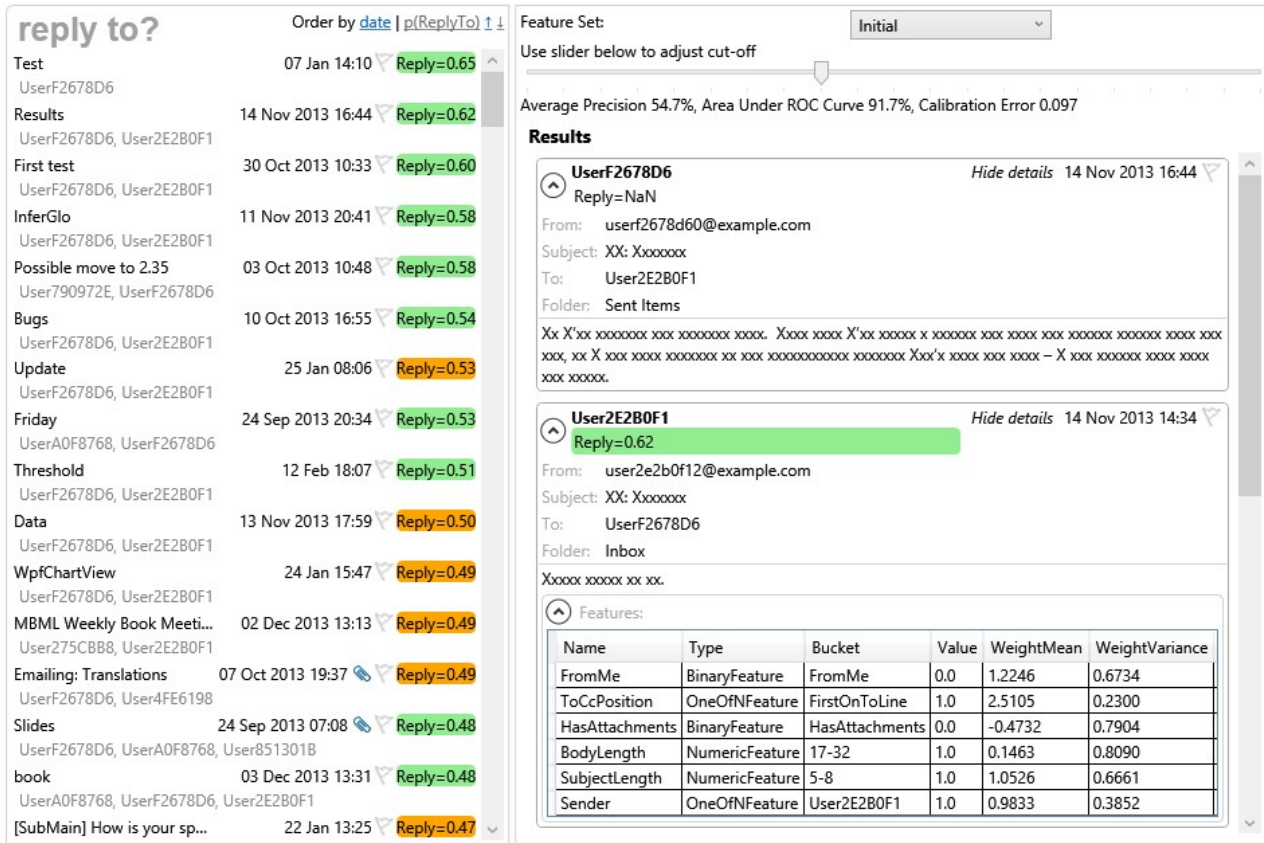 reply to?
Order by date | p(ReplyTo) ↑ ↓
Test 07 Jan 14:10 Reply=0.65
UserF2678D6
Results 14 Nov 2013 16:44 Reply=0.62
UserF2678D6, User2E2B0F1
First test 30 Oct 2013 10:33 Reply=0.60
UserF2678D6, User2E2B0F1
InferGlo 11 Nov 2013 20:41 Reply=0.58
UserF2678D6, User2E2B0F1
Possible move to 2.35 03 Oct 2013 10:48 Reply=0.58
User790972E, UserF2678D6
Bugs 10 Oct 2013 16:55 Reply=0.54
UserF2678D6, User2E2B0F1
Update 25 Jan 08:06 Reply=0.53
UserF2678D6, User2E2B0F1
Friday 24 Sep 2013 20:34 Reply=0.53
UserA0F8768, UserF2678D6
Threshold 12 Feb 18:07 Reply=0.51
UserF2678D6, User2E2B0F1
Data 13 Nov 2013 17:59 Reply=0.50
UserF2678D6, User2E2B0F1
WpfChartView 24 Jan 15:47 Reply=0.49
UserF2678D6, User2E2B0F1
MBML Weekly Book Meeti... 02 Dec 2013 13:13 Reply=0.49
User275CBB8, User2E2B0F1
Emailing: Translations 07 Oct 2013 19:37 Reply=0.49
UserF2678D6, User4FE6198
Slides 24 Sep 2013 07:08 Reply=0.48
UserF2678D6, UserA0F8768, User851301B
book 03 Dec 2013 13:31 Reply=0.48
UserA0F8768, UserF2678D6, User2E2B0F1
[SubMain] How is your sp... 22 Jan 13:25 Reply=0.47
Feature Set: Initial
Use slider below to adjust cut-off
Average Precision 54.7%, Area Under ROC Curve 91.7%, Calibration Error 0.097
Results
UserF2678D6 Hide details 14 Nov 2013 16:44
Reply=NaN
From: userf2678d60@example.com
Subject: XX: Xxxxxxx
To: User2E2B0F1
Folder: Sent Items
Xx X'xx xxxxxxx xxx xxxxxxx xxxx. Xxxx xxxx X'xx xxxxx x xxxxxx xxx xxxx xxx xxxxxx xxxxxx xxxx xxx
xxx, xx X xxx xxxx xxxxxxx xx xxx xxxxxxxxxxx xxxxxxx Xxx'x xxxx xxx xxxx – X xxx xxxxxx xxxx xxxx
xxx xxxxx.
User2E2B0F1 Hide details 14 Nov 2013 14:34
Reply=0.62
From: user2e2b0f12@example.com
Subject: XX: Xxxxxxx
To: UserF2678D6
Folder: Inbox
Xxxxx xxxxx xx xx.
Features:
Name Type Bucket Value WeightMean WeightVariance
FromMe BinaryFeature FromMe 0.0 1.2246 0.6734
ToCcPosition OneOfNFeature FirstOnToLine 1.0 2.5105 0.2300
HasAttachments BinaryFeature HasAttachments 0.0 -0.4732 0.7904
BodyLength NumericFeature 17-32 1.0 0.1463 0.8090
SubjectLength NumericFeature 5-8 1.0 1.0526 0.6661
Sender OneOfNFeature User2E2B0F1 1.0 0.9833 0.3852